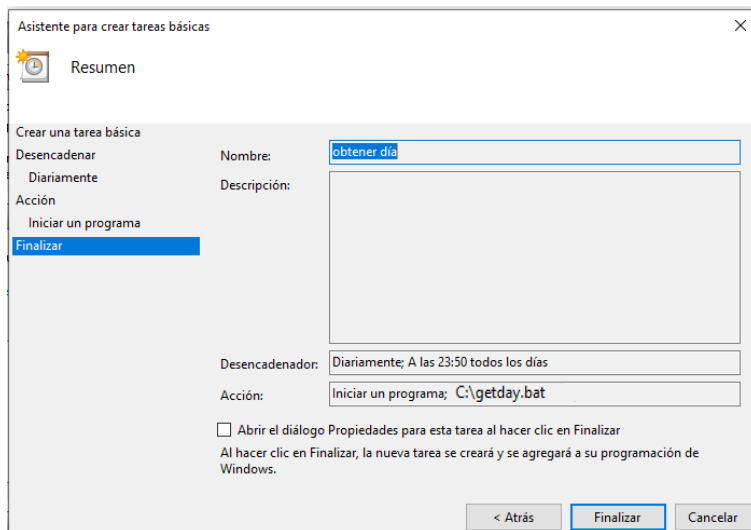 Asistente para crear tareas básicas
Resumen
Crear una tarea básica
Desencadenar
Diariamente
Acción
Iniciar un programa
Finalizar
Nombre:
obtener día
Descripción:
Desencadenador:
Diariamente; A las 23:50 todos los días
Acción:
Iniciar un programa; C:\getday.bat
Abrir el diálogo Propiedades para esta tarea al hacer clic en Finalizar
Al hacer clic en Finalizar, la nueva tarea se creará y se agregará a su programación de
Windows.
< Atrás
Finalizar
Cancelar